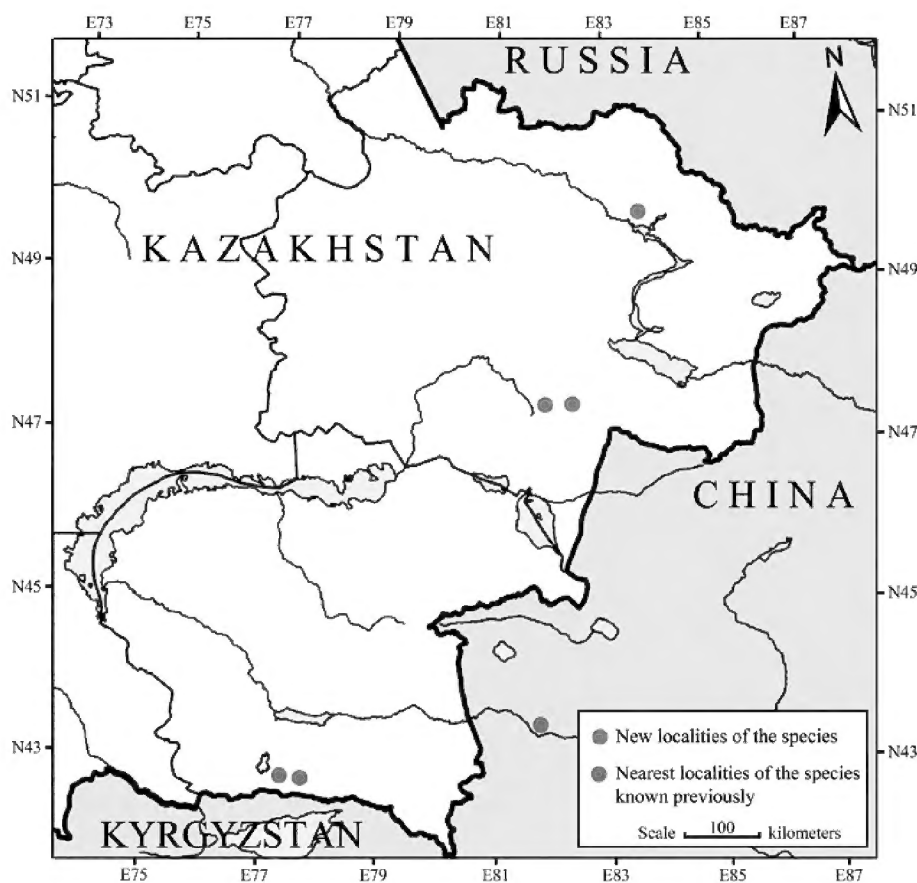 E73 E75 E77 E79 E81 E83 E85 E87
RUSSIA
N
N51 N51
KAZAKHSTAN
N49 N49
N47 N47
CHINA
N45 N45
N43 N43
New localities of the species
Nearest localities of the species
known previously
Scale 100 kilometers
KYRGYZSTAN
E75 E77 E79 E81 E83 E85 E87